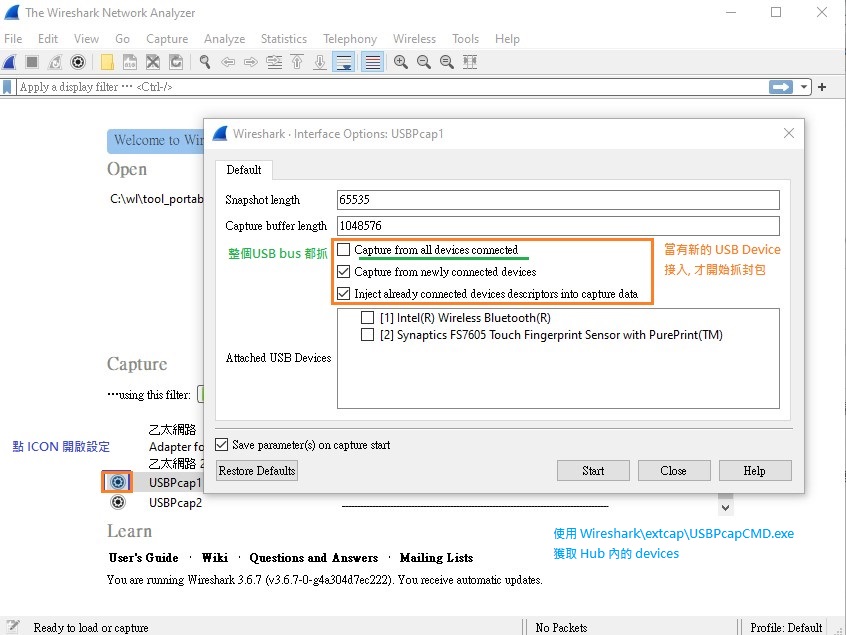 The Wireshark Network Analyzer
File Edit View Go Capture Analyze Statistics Telephony Wireless Tools Help
Apply a display filter ⋯ <Ctrl-/>
Welcome to Wir
Open
C:\wl\tool_portab
Wireshark · Interface Options: USBPcap1
Default
Snapshot length 65535
Capture buffer length 1048576
整個USB bus 都抓
Capture from all devices connected
Capture from newly connected devices
Inject already connected devices descriptors into capture data
當有新的 USB Device
接入, 才開始抓封包
[1] Intel(R) Wireless Bluetooth(R)
[2] Synaptics FS7605 Touch Fingerprint Sensor with PurePrint(TM)
Attached USB Devices
Save parameter(s) on capture start
Restore Defaults Start Close Help
Capture
⋯using this filter:
乙太網路
點 ICON 開啟設定
Adapter fo
乙太網路 2
USBPcap1
USBPcap2
使用 Wireshark\extcap\USBPcapCMD.exe
獲取 Hub 內的 devices
Learn
User's Guide · Wiki · Questions and Answers · Mailing Lists
You are running Wireshark 3.6.7 (v3.6.7-0-g4a304d7ec222). You receive automatic updates.
Ready to load or capture No Packets Profile: Default